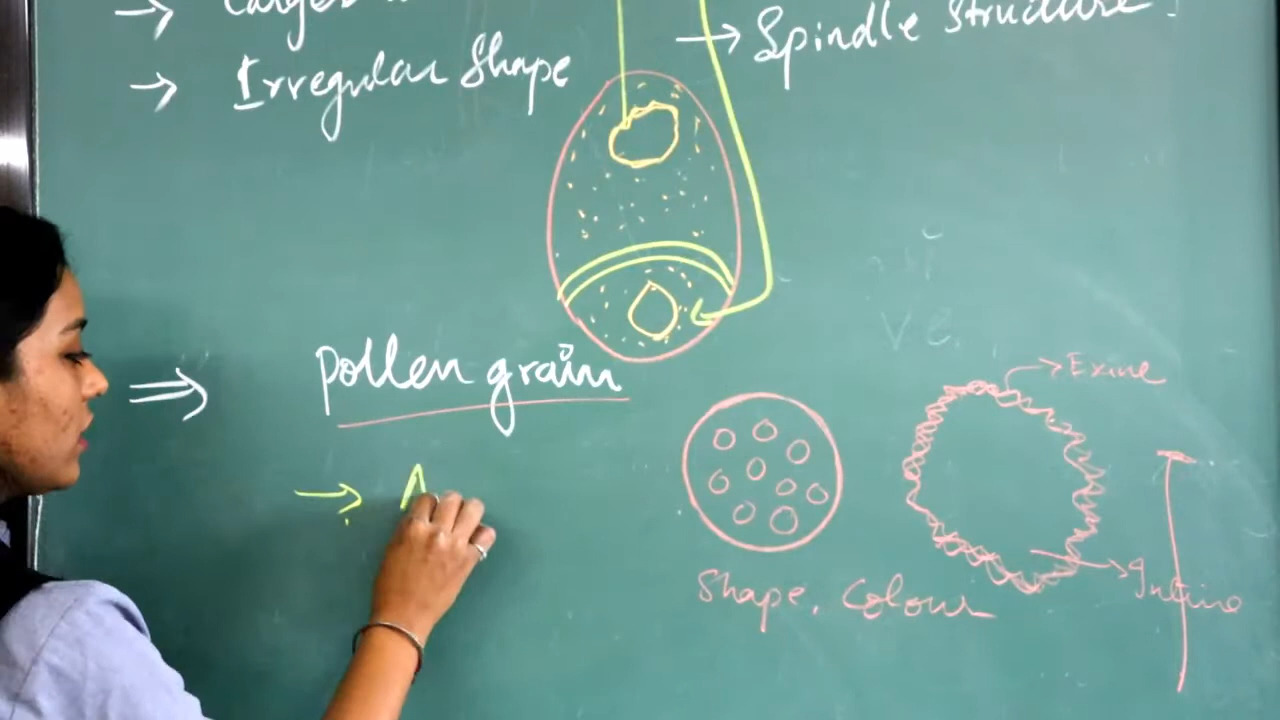 → Irregular Shape
→ Spindle Structure.
⇒ Pollen grain
→ A
Exine
Intine
Shape, Colour